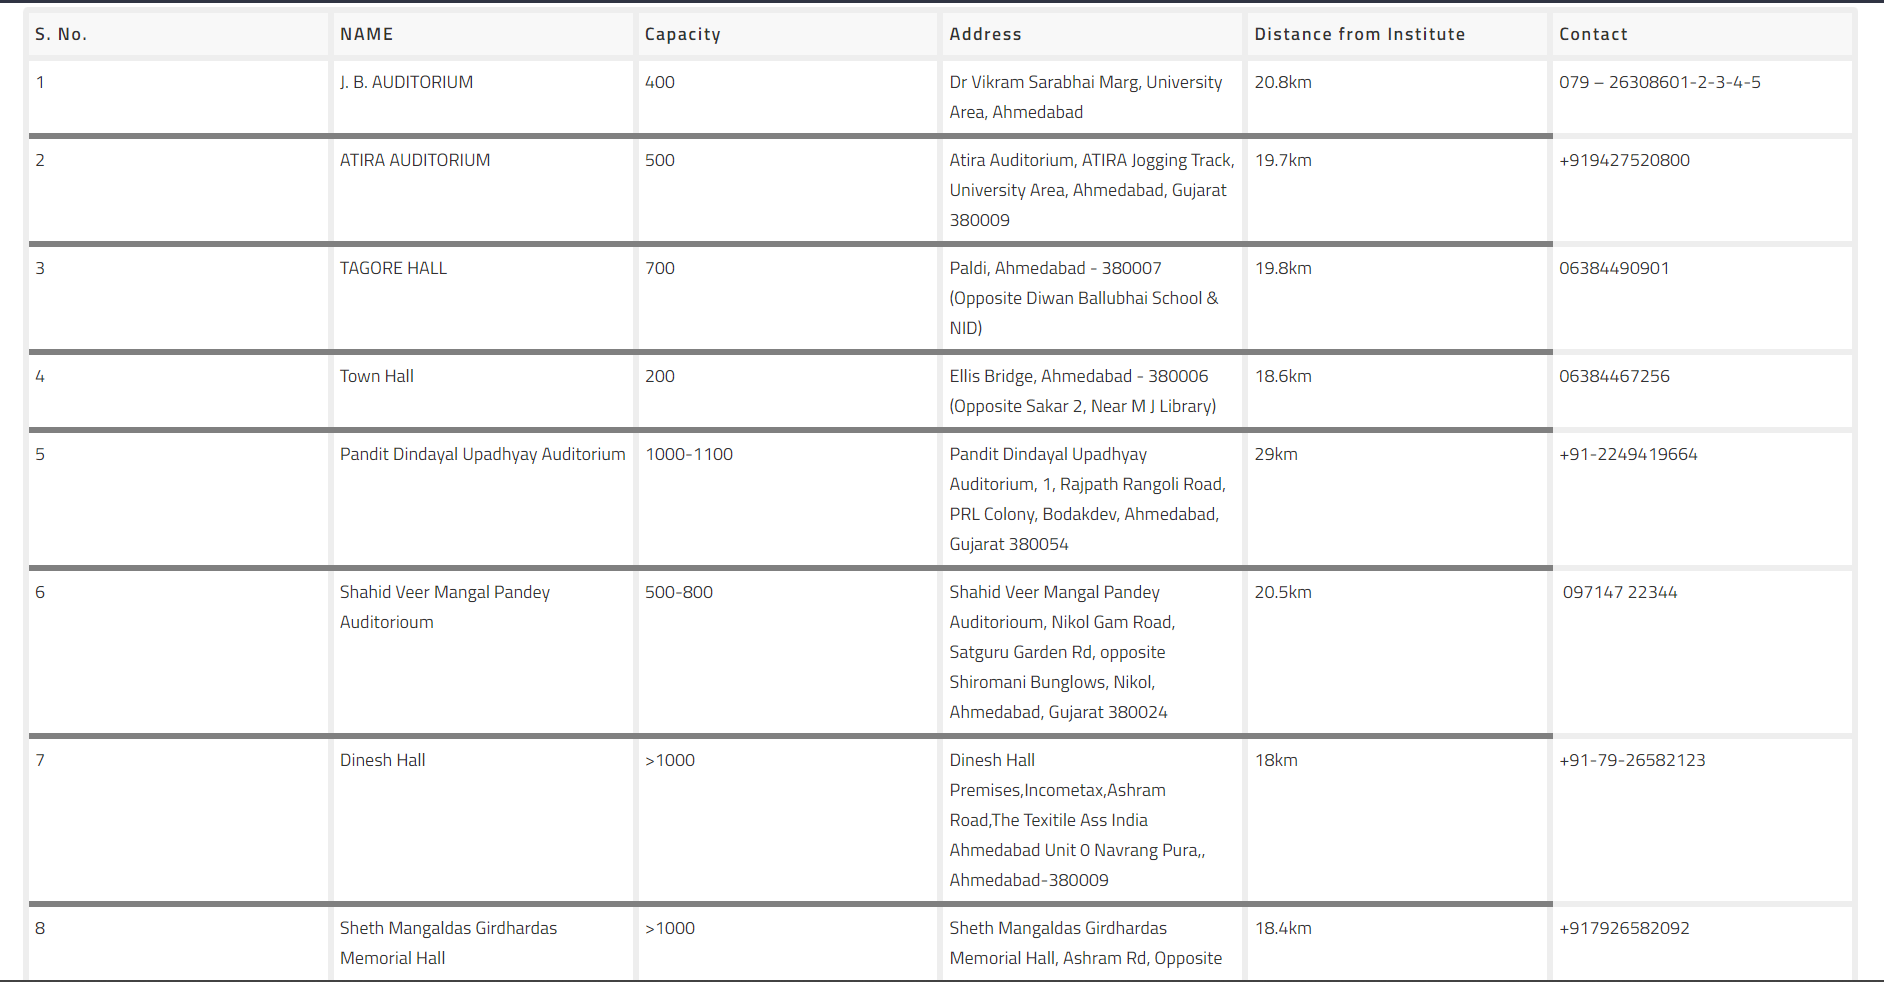 S. No. NAME Capacity Address Distance from Institute Contact
1 J. B. AUDITORIUM 400 Dr Vikram Sarabhai Marg, University 20.8km 079 – 26308601-2-3-4-5
Area, Ahmedabad
2 ATIRA AUDITORIUM 500 Atira Auditorium, ATIRA Jogging Track, 19.7km +919427520800
University Area, Ahmedabad, Gujarat
380009
3 TAGORE HALL 700 Paldi, Ahmedabad - 380007 19.8km 06384490901
(Opposite Diwan Ballubhai School &
NID)
4 Town Hall 200 Ellis Bridge, Ahmedabad - 380006 18.6km 06384467256
(Opposite Sakar 2, Near M J Library)
5 Pandit Dindayal Upadhyay Auditorium 1000-1100 Pandit Dindayal Upadhyay 29km +91-2249419664
Auditorium, 1, Rajpath Rangoli Road,
PRL Colony, Bodakdev, Ahmedabad,
Gujarat 380054
6 Shahid Veer Mangal Pandey 500-800 Shahid Veer Mangal Pandey 20.5km 097147 22344
Auditorioum Auditorioum, Nikol Gam Road,
Satguru Garden Rd, opposite
Shiromani Bunglows, Nikol,
Ahmedabad, Gujarat 380024
7 Dinesh Hall >1000 Dinesh Hall 18km +91-79-26582123
Premises,Incometax,Ashram
Road,The Texitile Ass India
Ahmedabad Unit 0 Navrang Pura,,
Ahmedabad-380009
8 Sheth Mangaldas Girdhardas >1000 Sheth Mangaldas Girdhardas 18.4km +917926582092
Memorial Hall Memorial Hall, Ashram Rd, Opposite